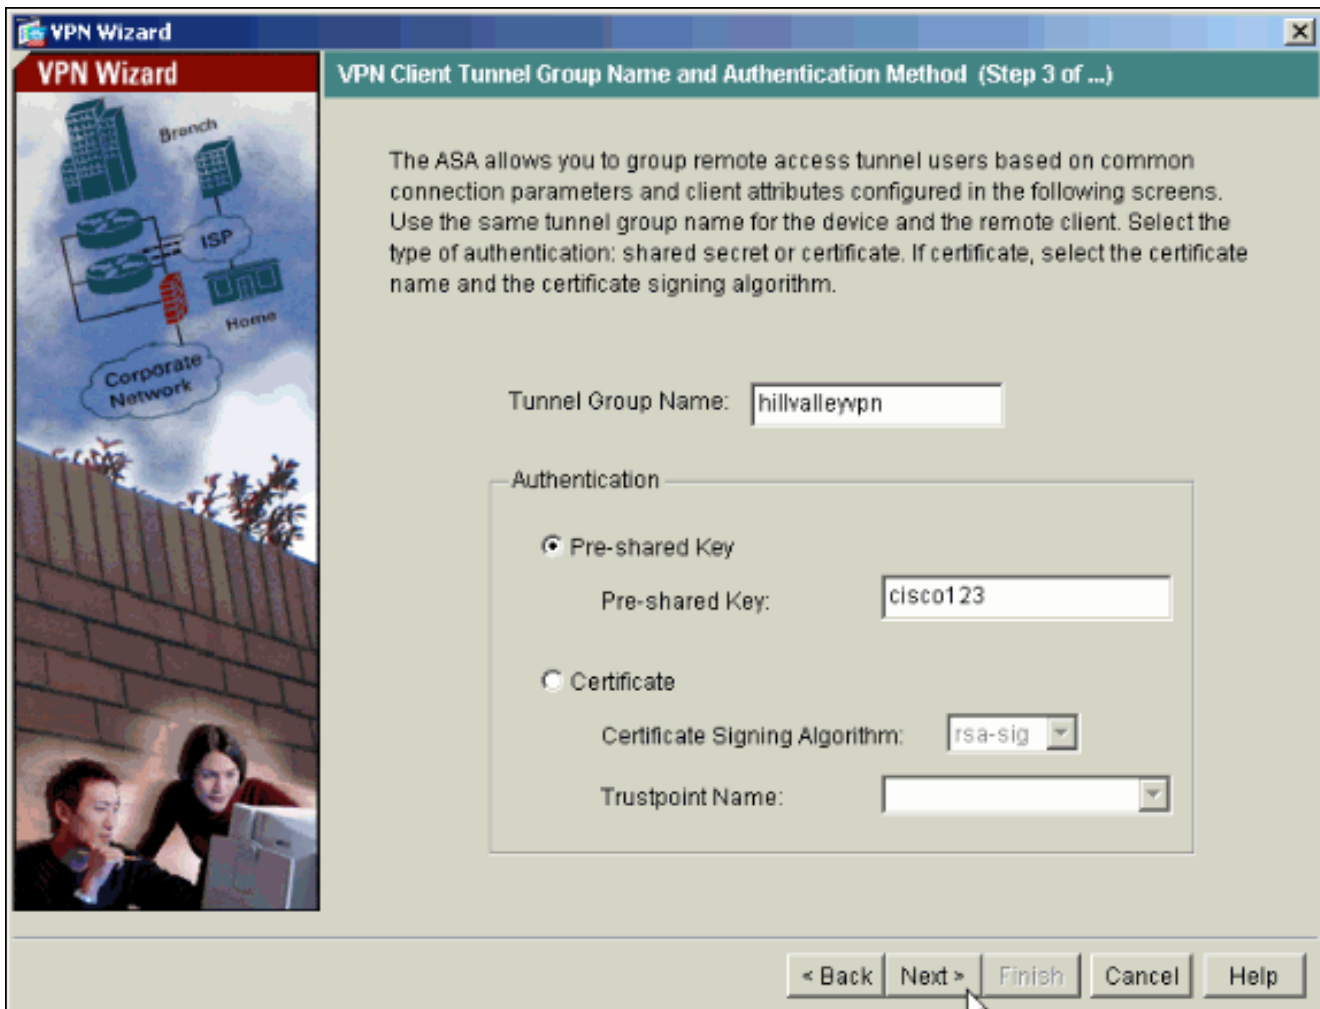 VPN Wizard
VPN Wizard
VPN Client Tunnel Group Name and Authentication Method (Step 3 of ...)
Branch
ISP
Home
Corporate
Network
The ASA allows you to group remote access tunnel users based on common
connection parameters and client attributes configured in the following screens.
Use the same tunnel group name for the device and the remote client. Select the
type of authentication: shared secret or certificate. If certificate, select the certificate
name and the certificate signing algorithm.
Tunnel Group Name: hillvalleyvpn
Authentication
Pre-shared Key
Pre-shared Key: cisco123
Certificate
Certificate Signing Algorithm: rsa-sig
Trustpoint Name:
< Back Next > Finish Cancel Help